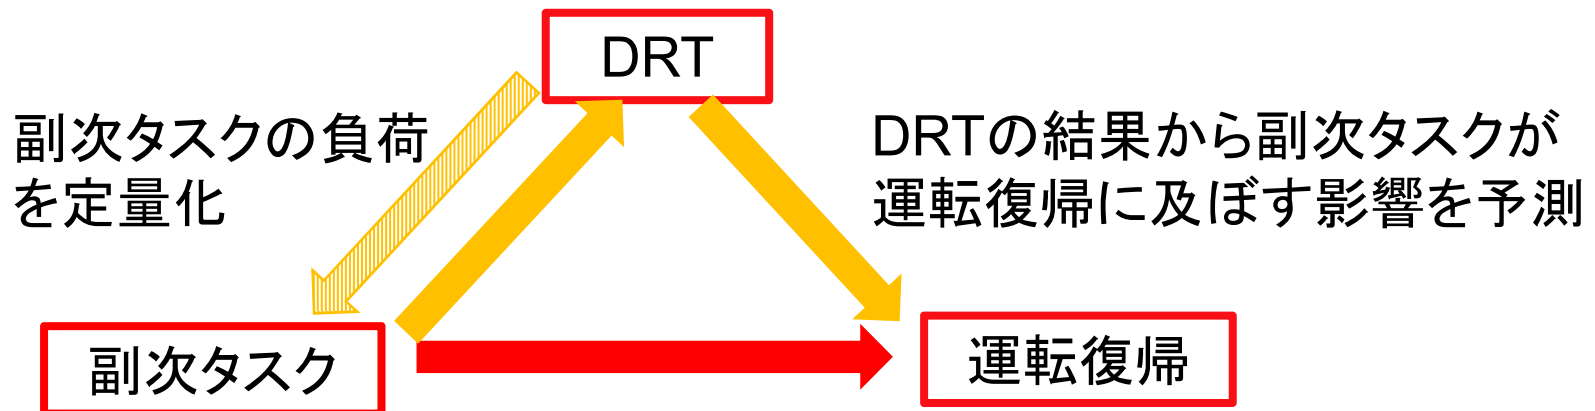 DRT
副次タスクの負荷
を定量化
DRTの結果から副次タスクが
運転復帰に及ぼす影響を予測
副次タスク
運転復帰